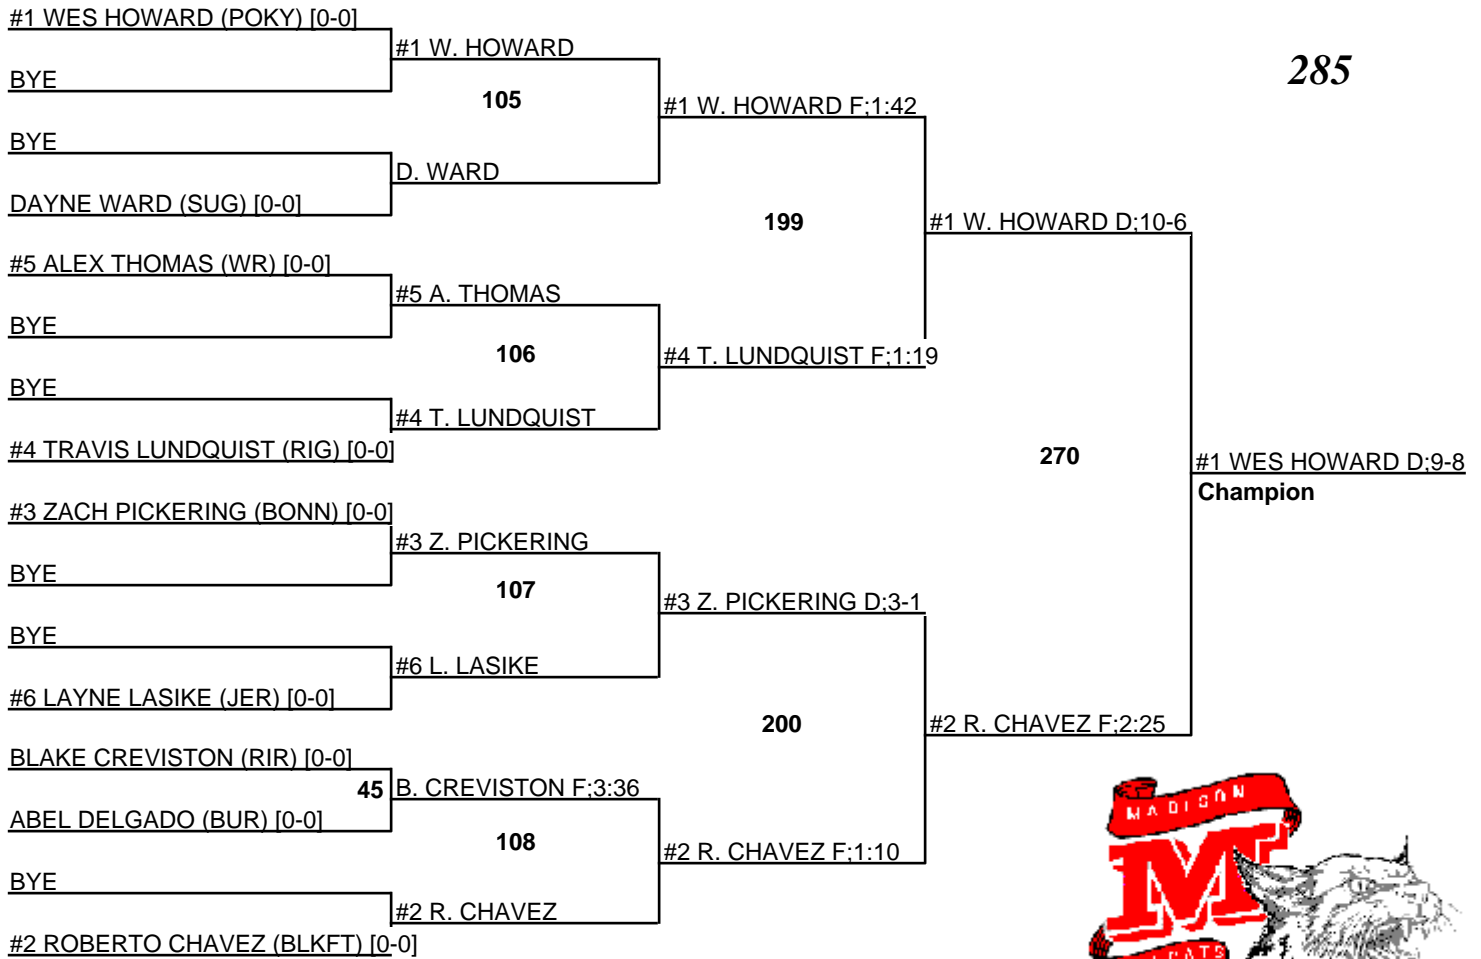 #1 WES HOWARD (POKY) [0-0]
BYE
BYE
DAYNE WARD (SUG) [0-0]
#5 ALEX THOMAS (WR) [0-0]
BYE
BYE
#4 TRAVIS LUNDQUIST (RIG) [0-0]
#3 ZACH PICKERING (BONN) [0-0]
BYE
BYE
#6 LAYNE LASIKE (JER) [0-0]
BLAKE CREVISTON (RIR) [0-0]
45
ABEL DELGADO (BUR) [0-0]
BYE
#2 ROBERTO CHAVEZ (BLKFT) [0-0]
#1 W. HOWARD
105
D. WARD
#5 A. THOMAS
106
#4 T. LUNDQUIST
#3 Z. PICKERING
107
#6 L. LASIKE
B. CREVISTON F;3:36
108
#2 R. CHAVEZ
#1 W. HOWARD F;1:42
199
#4 T. LUNDQUIST F;1:19
#3 Z. PICKERING D;3-1
200
#2 R. CHAVEZ F;1:10
#1 W. HOWARD D;10-6
270
#2 R. CHAVEZ F;2:25
285
#1 WES HOWARD D;9-8
Champion
MADISON
M